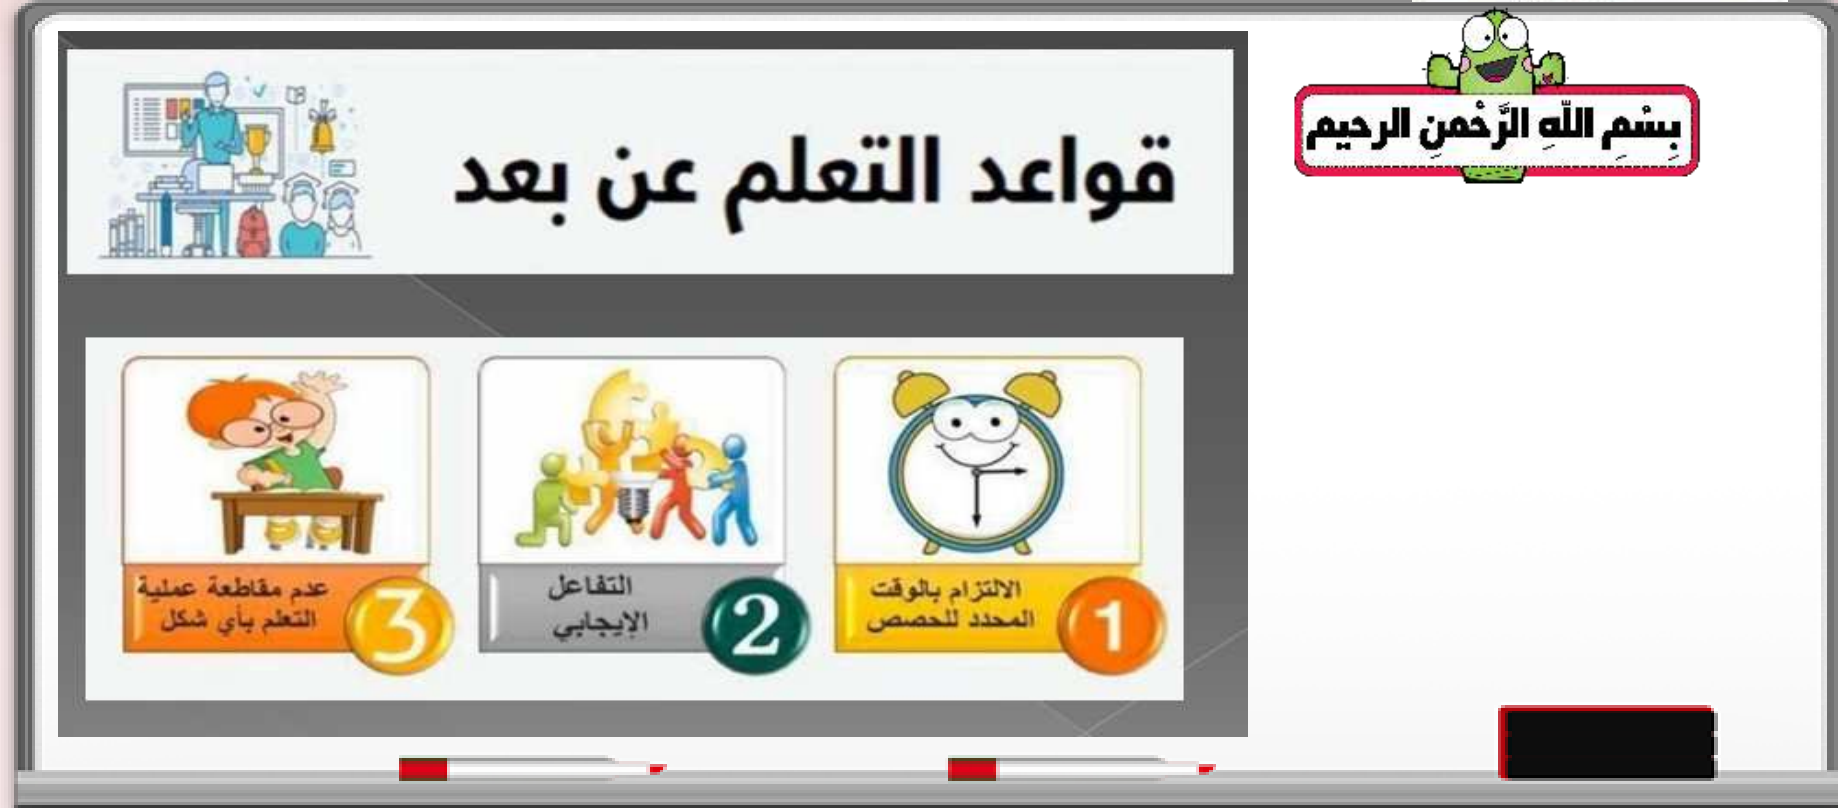 بِسْمِ اللّهِ الرَّحْمنِ الرحيم
قواعد التعلم عن بعد
الالتزام بالوقت
المحدد للحصص
1
التفاعل
الإيجابي
2
عدم مقاطعة عملية
التعلم بأي شكل
3